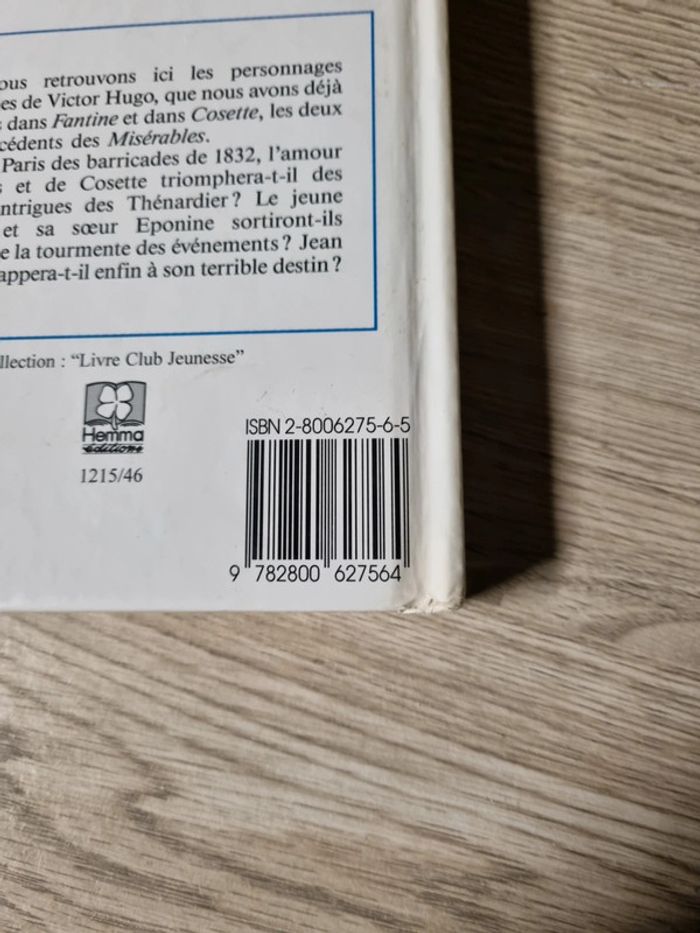 ous retrouvons ici les personnages
es de Victor Hugo, que nous avons déjà
dans Fantine et dans Cosette, les deux
cédents des Misérables.
Paris des barricades de 1832, l'amour
s et de Cosette triomphera-t-il des
ntrigues des Thénardier ? Le jeune
et sa sœur Eponine sortiront-ils
e la tourmente des événements ? Jean
appera-t-il enfin à son terrible destin ?
llection : "Livre Club Jeunesse"
Hemma
éditions
1215/46
ISBN 2-8006275-6-5
9 782800 627564